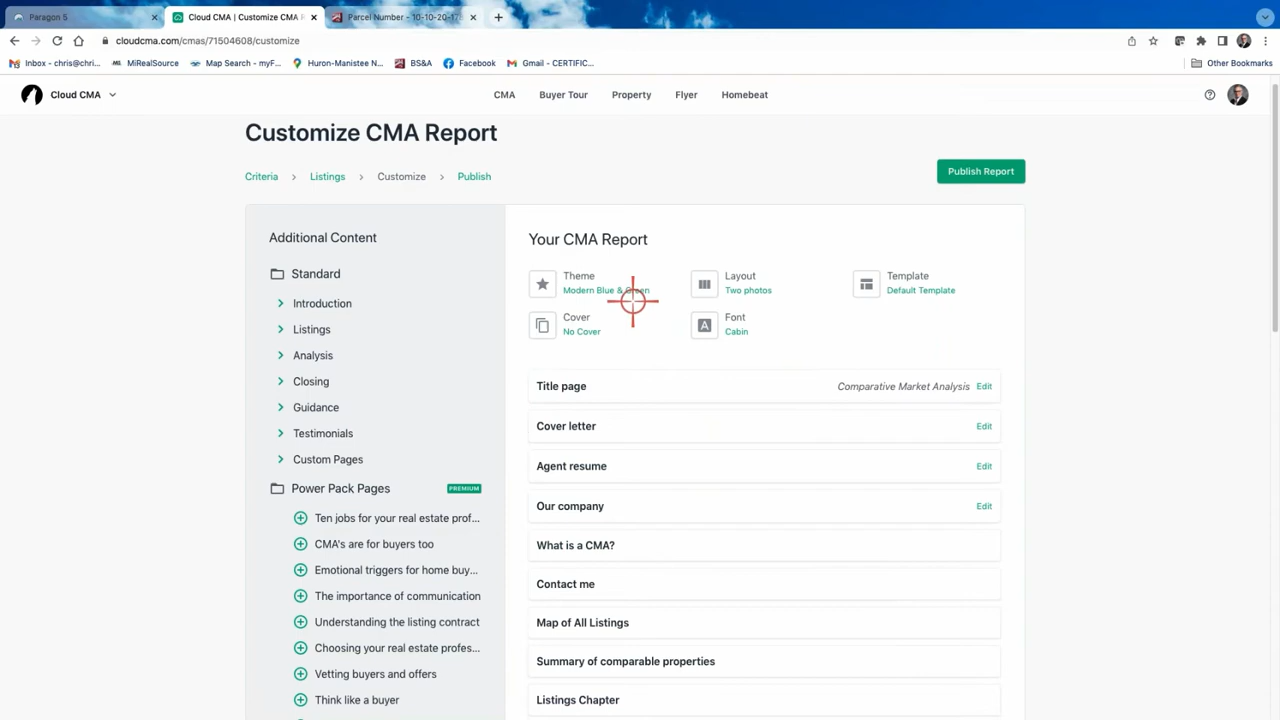 Paragon 5
Cloud CMA | Customize CMA R
Parcel Number - 10-10-20-17
cloudcma.com/cmas/71504608/customize
Inbox - chris@chri...
MiRealSource
Map Search - myF...
Huron-Manistee N...
BS&A
Facebook
Gmail - CERTIFIC...
Other Bookmarks
Cloud CMA
CMA
Buyer Tour
Property
Flyer
Homebeat
Customize CMA Report
Criteria
Listings
Customize
Publish
Publish Report
Additional Content
Standard
Introduction
Listings
Analysis
Closing
Guidance
Testimonials
Custom Pages
Power Pack Pages
PREMIUM
Ten jobs for your real estate prof...
CMA's are for buyers too
Emotional triggers for home buy...
The importance of communication
Understanding the listing contract
Choosing your real estate profes...
Vetting buyers and offers
Think like a buyer
Your CMA Report
Theme
Modern Blue & Green
Layout
Two photos
Template
Default Template
Cover
No Cover
A
Font
Cabin
Title page
Comparative Market Analysis Edit
Cover letter
Edit
Agent resume
Edit
Our company
Edit
What is a CMA?
Contact me
Map of All Listings
Summary of comparable properties
Listings Chapter